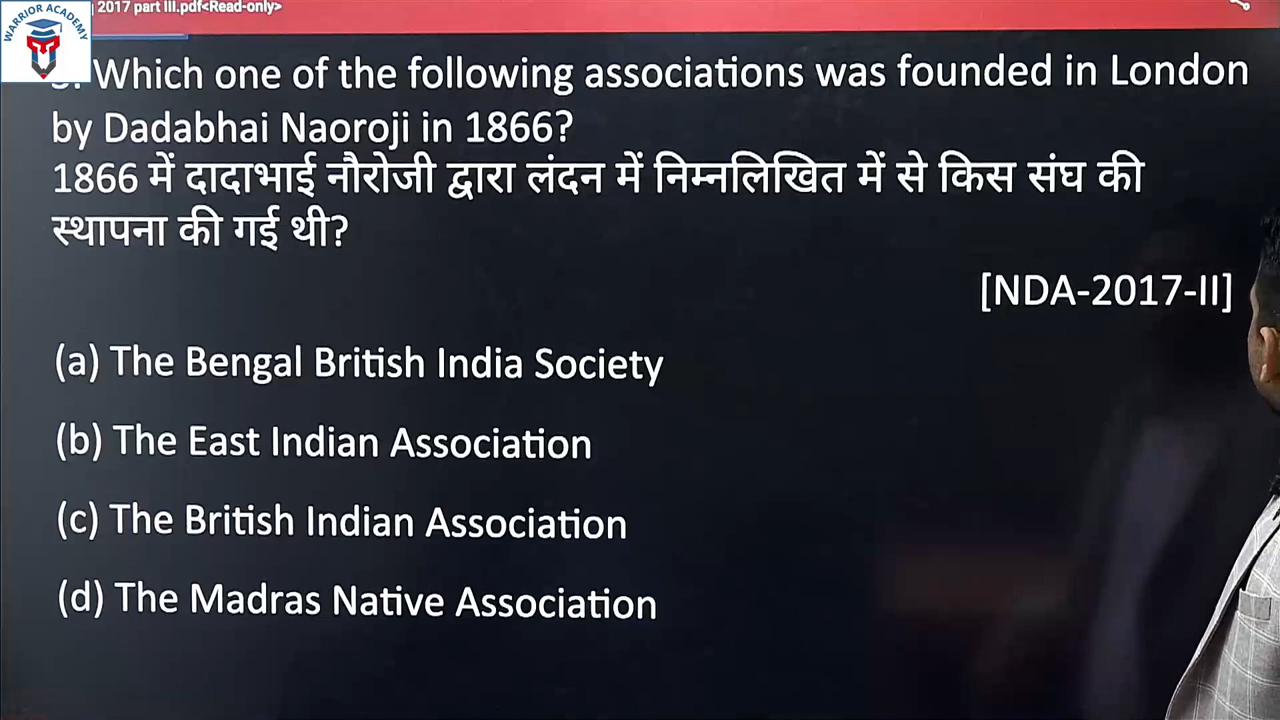 WARRIOR ACADEMY
2017 part III.pdf<Read-only>
Which one of the following associations was founded in London
by Dadabhai Naoroji in 1866?
1866 में दादाभाई नौरोजी द्वारा लंदन में निम्नलिखित में से किस संघ की
स्थापना की गई थी?
[NDA-2017-II]
(a) The Bengal British India Society
(b) The East Indian Association
(c) The British Indian Association
(d) The Madras Native Association